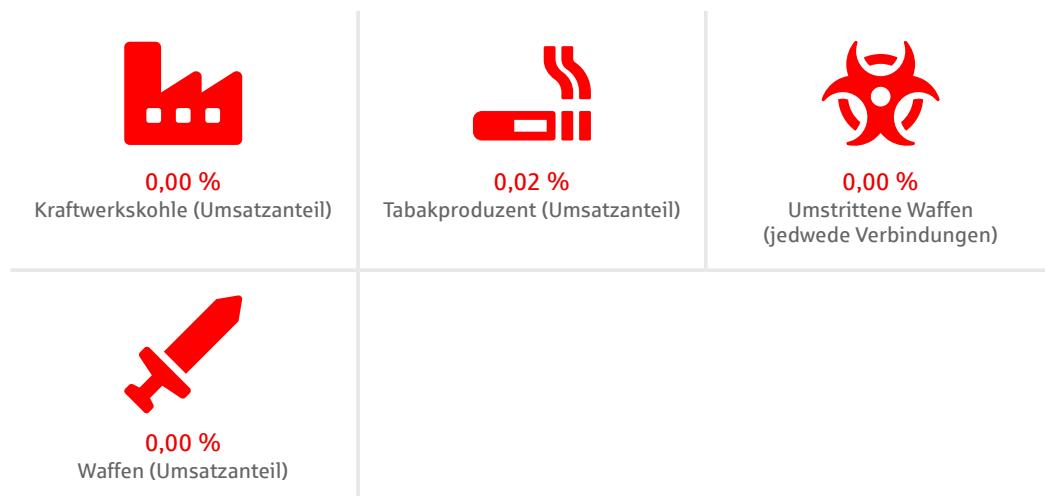 0,00 %
Kraftwerkskohle (Umsatzanteil)
0,02 %
Tabakproduzent (Umsatzanteil)
0,00 %
Umstrittene Waffen
(jedwede Verbindungen)
0,00 %
Waffen (Umsatzanteil)